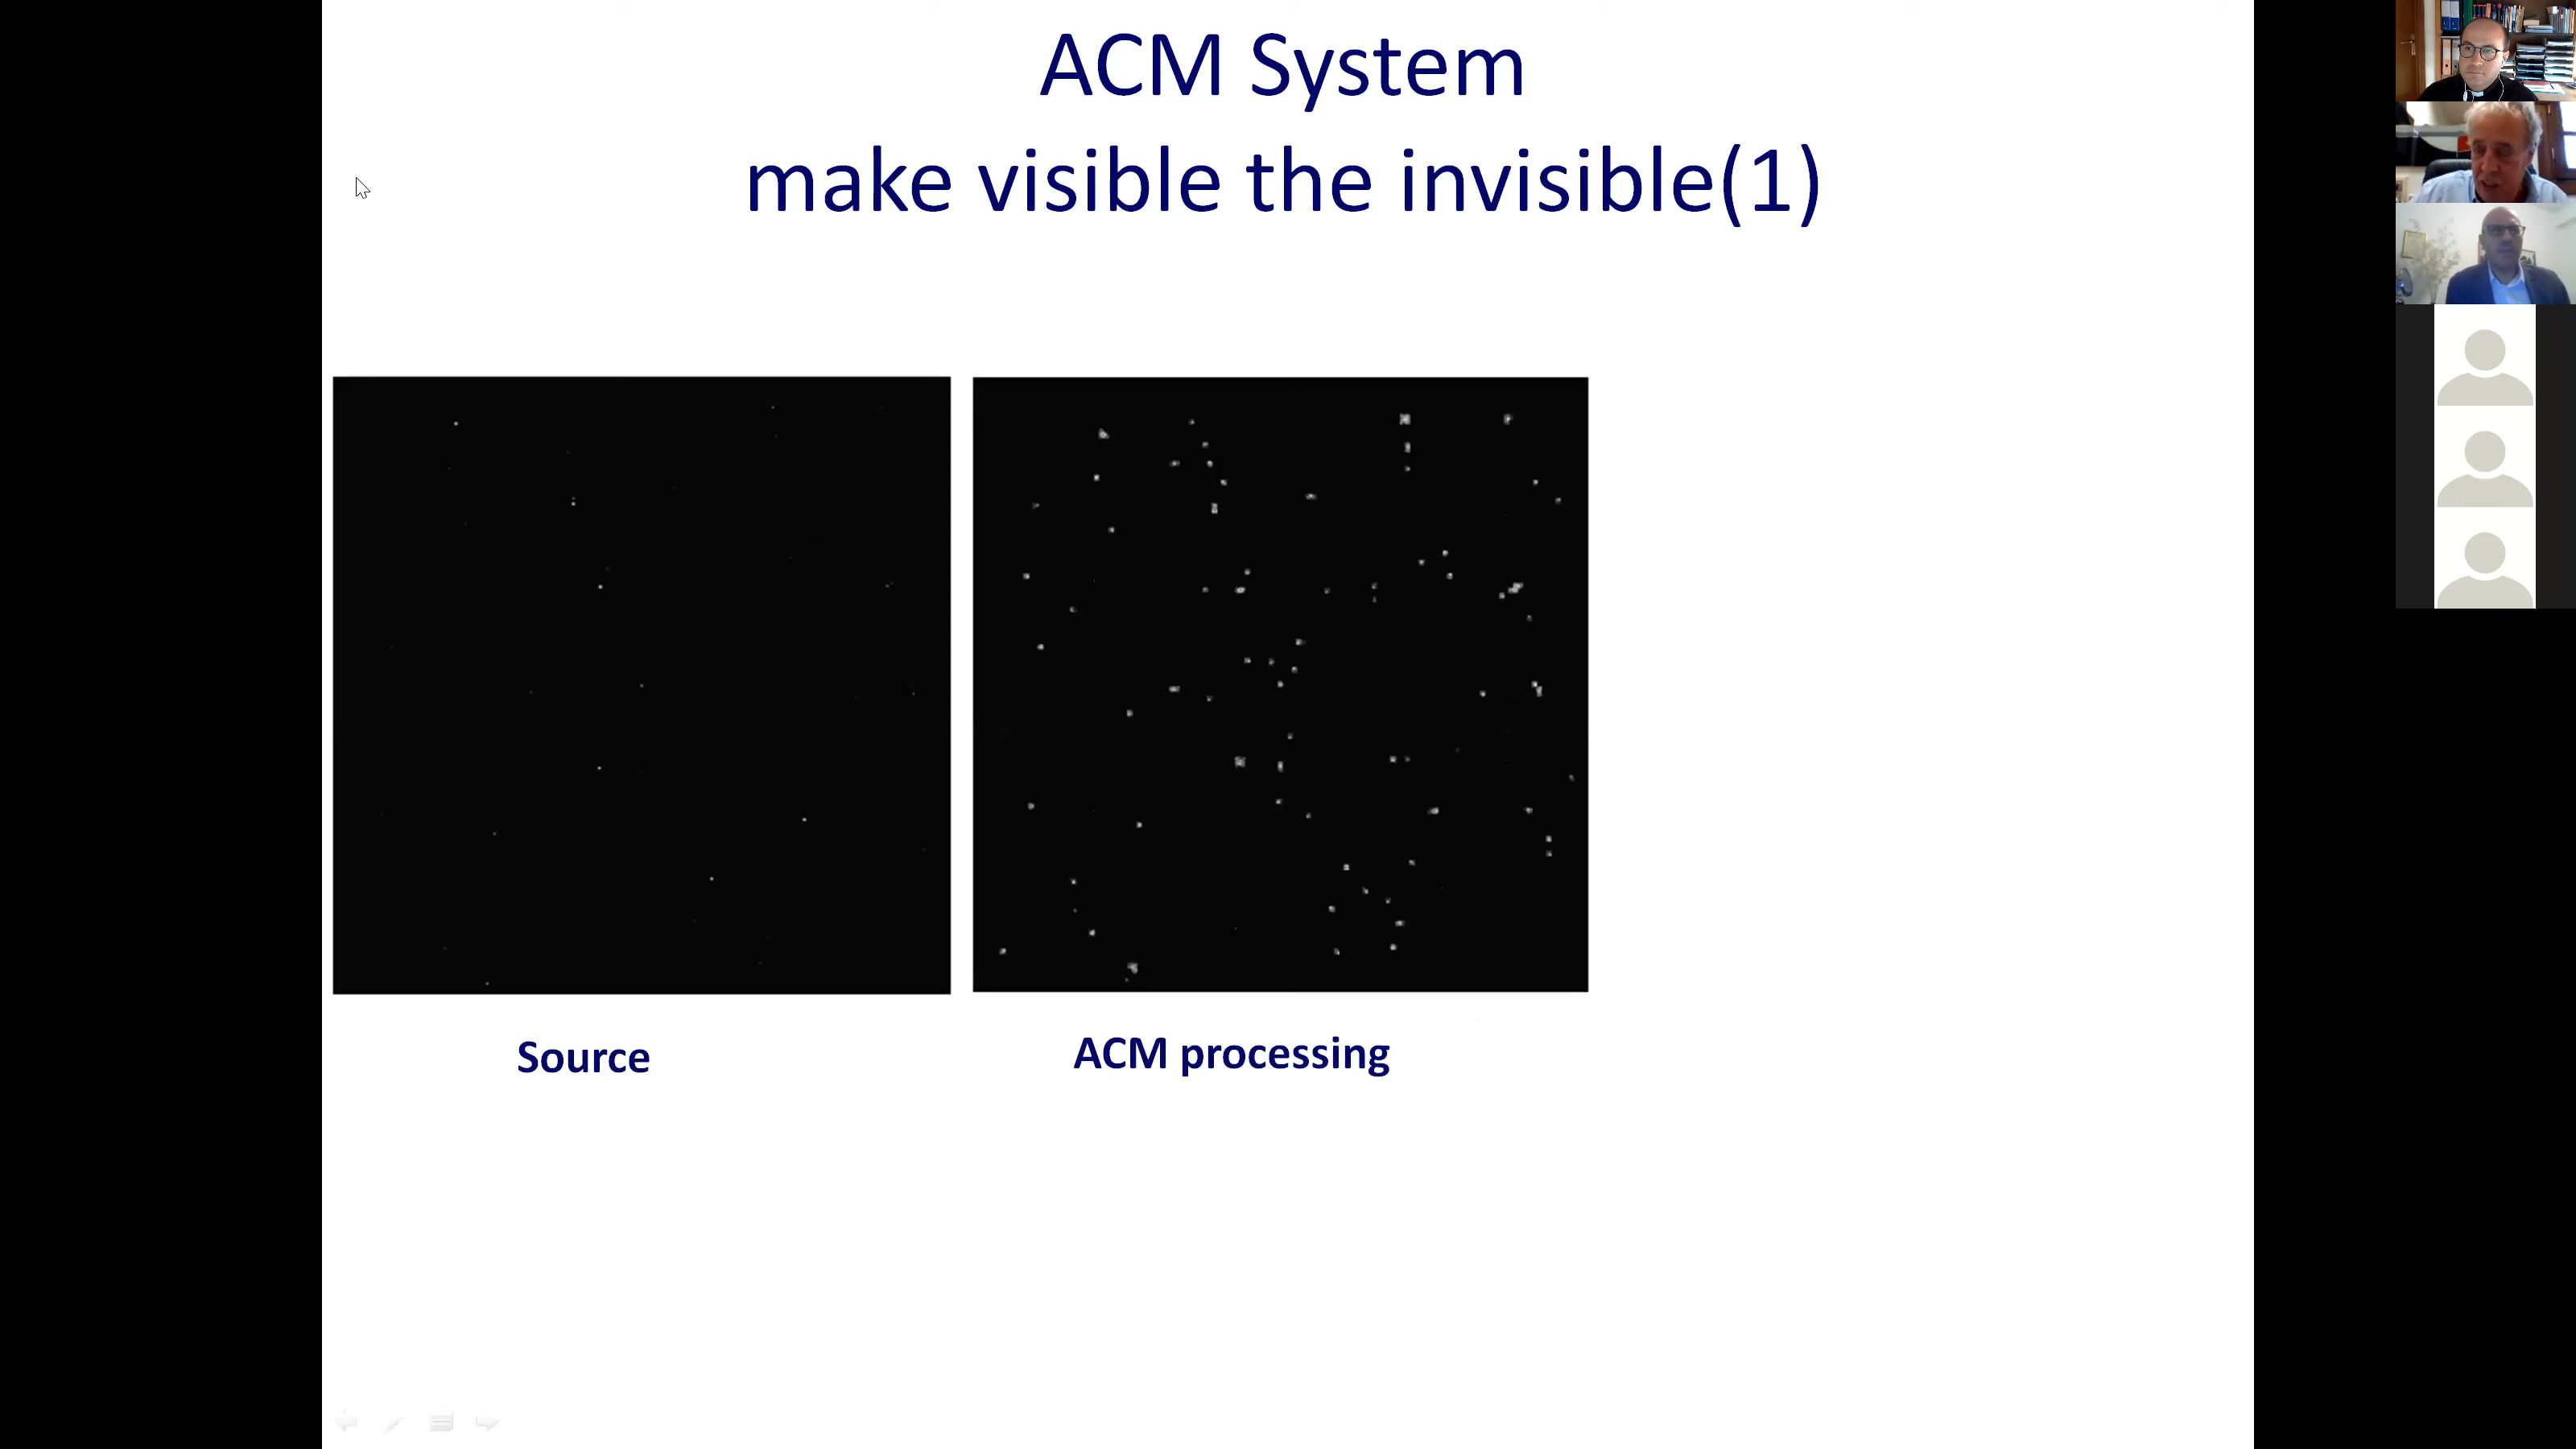 ACM System
make visible the invisible(1)
Source
ACM processing